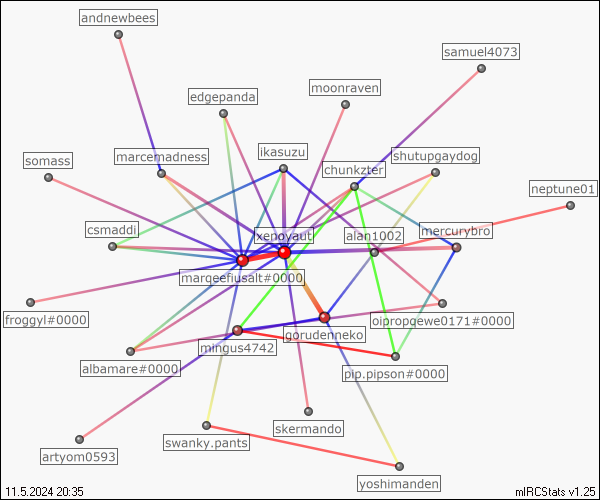 andnewbees
samuel4073
moonraven
edgepanda
ikasuzu
marcemadness
shutupgaydog
somass
chunkzter
neptune01
csmaddi
xenoyaut
alan1002
mercurybro
marqeefiusalt#0000
froggyl#0000
oipropqewe0171#0000
gorudenneko
mingus4742
albamare#0000
pip.pipson#0000
skermando
swanky.pants
artyom0593
yoshimanden
11.5.2024 20:35
mIRCStats v1.25